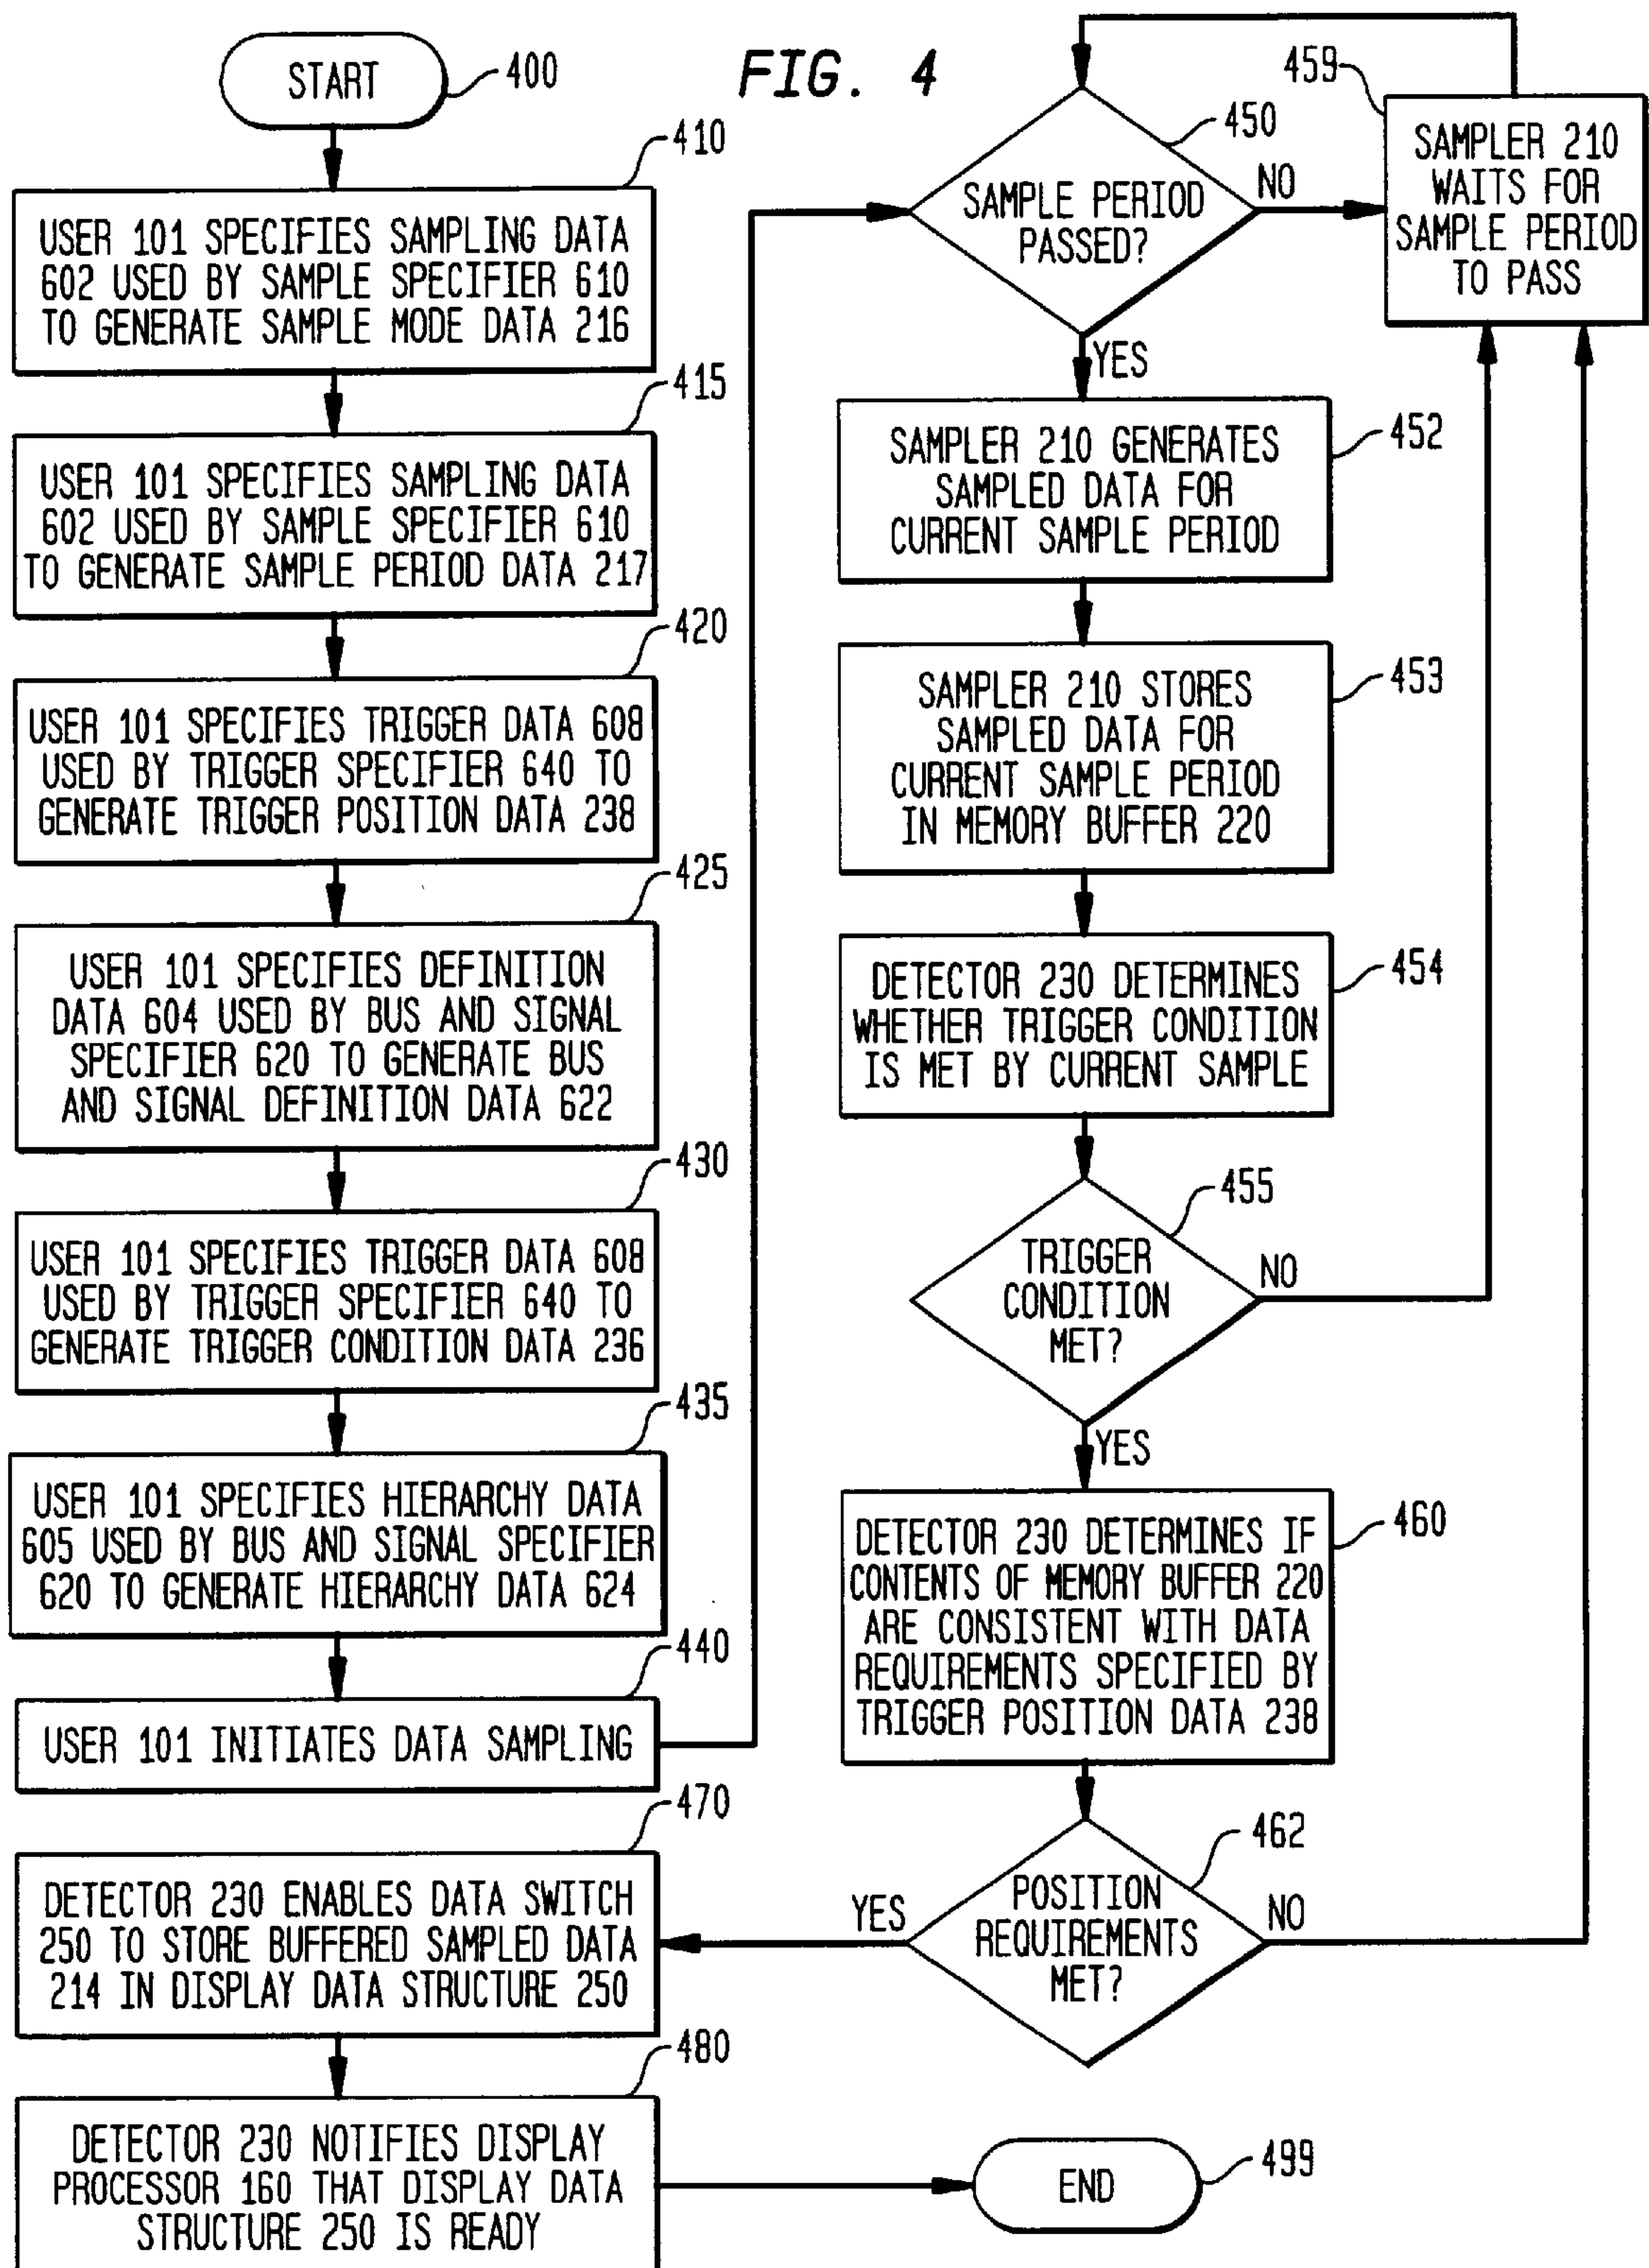 FIG. 4
START
400
410
USER 101 SPECIFIES SAMPLING DATA
602 USED BY SAMPLE SPECIFIER 610
TO GENERATE SAMPLE MODE DATA 216
415
USER 101 SPECIFIES SAMPLING DATA
602 USED BY SAMPLE SPECIFIER 610
TO GENERATE SAMPLE PERIOD DATA 217
420
USER 101 SPECIFIES TRIGGER DATA 608
USED BY TRIGGER SPECIFIER 640 TO
GENERATE TRIGGER POSITION DATA 238
425
USER 101 SPECIFIES DEFINITION
DATA 604 USED BY BUS AND SIGNAL
SPECIFIER 620 TO GENERATE BUS
AND SIGNAL DEFINITION DATA 622
430
USER 101 SPECIFIES TRIGGER DATA 608
USED BY TRIGGER SPECIFIER 640 TO
GENERATE TRIGGER CONDITION DATA 236
435
USER 101 SPECIFIES HIERARCHY DATA
605 USED BY BUS AND SIGNAL SPECIFIER
620 TO GENERATE HIERARCHY DATA 624
440
USER 101 INITIATES DATA SAMPLING
450
SAMPLE PERIOD
PASSED?
NO
459
SAMPLER 210
WAITS FOR
SAMPLE PERIOD
TO PASS
YES
452
SAMPLER 210 GENERATES
SAMPLED DATA FOR
CURRENT SAMPLE PERIOD
453
SAMPLER 210 STORES
SAMPLED DATA FOR
CURRENT SAMPLE PERIOD
IN MEMORY BUFFER 220
454
DETECTOR 230 DETERMINES
WHETHER TRIGGER CONDITION
IS MET BY CURRENT SAMPLE
455
TRIGGER
CONDITION
MET?
NO
YES
460
DETECTOR 230 DETERMINES IF
CONTENTS OF MEMORY BUFFER 220
ARE CONSISTENT WITH DATA
REQUIREMENTS SPECIFIED BY
TRIGGER POSITION DATA 238
462
POSITION
REQUIREMENTS
MET?
NO
YES
470
DETECTOR 230 ENABLES DATA SWITCH
250 TO STORE BUFFERED SAMPLED DATA
214 IN DISPLAY DATA STRUCTURE 250
480
DETECTOR 230 NOTIFIES DISPLAY
PROCESSOR 160 THAT DISPLAY DATA
STRUCTURE 250 IS READY
END
499